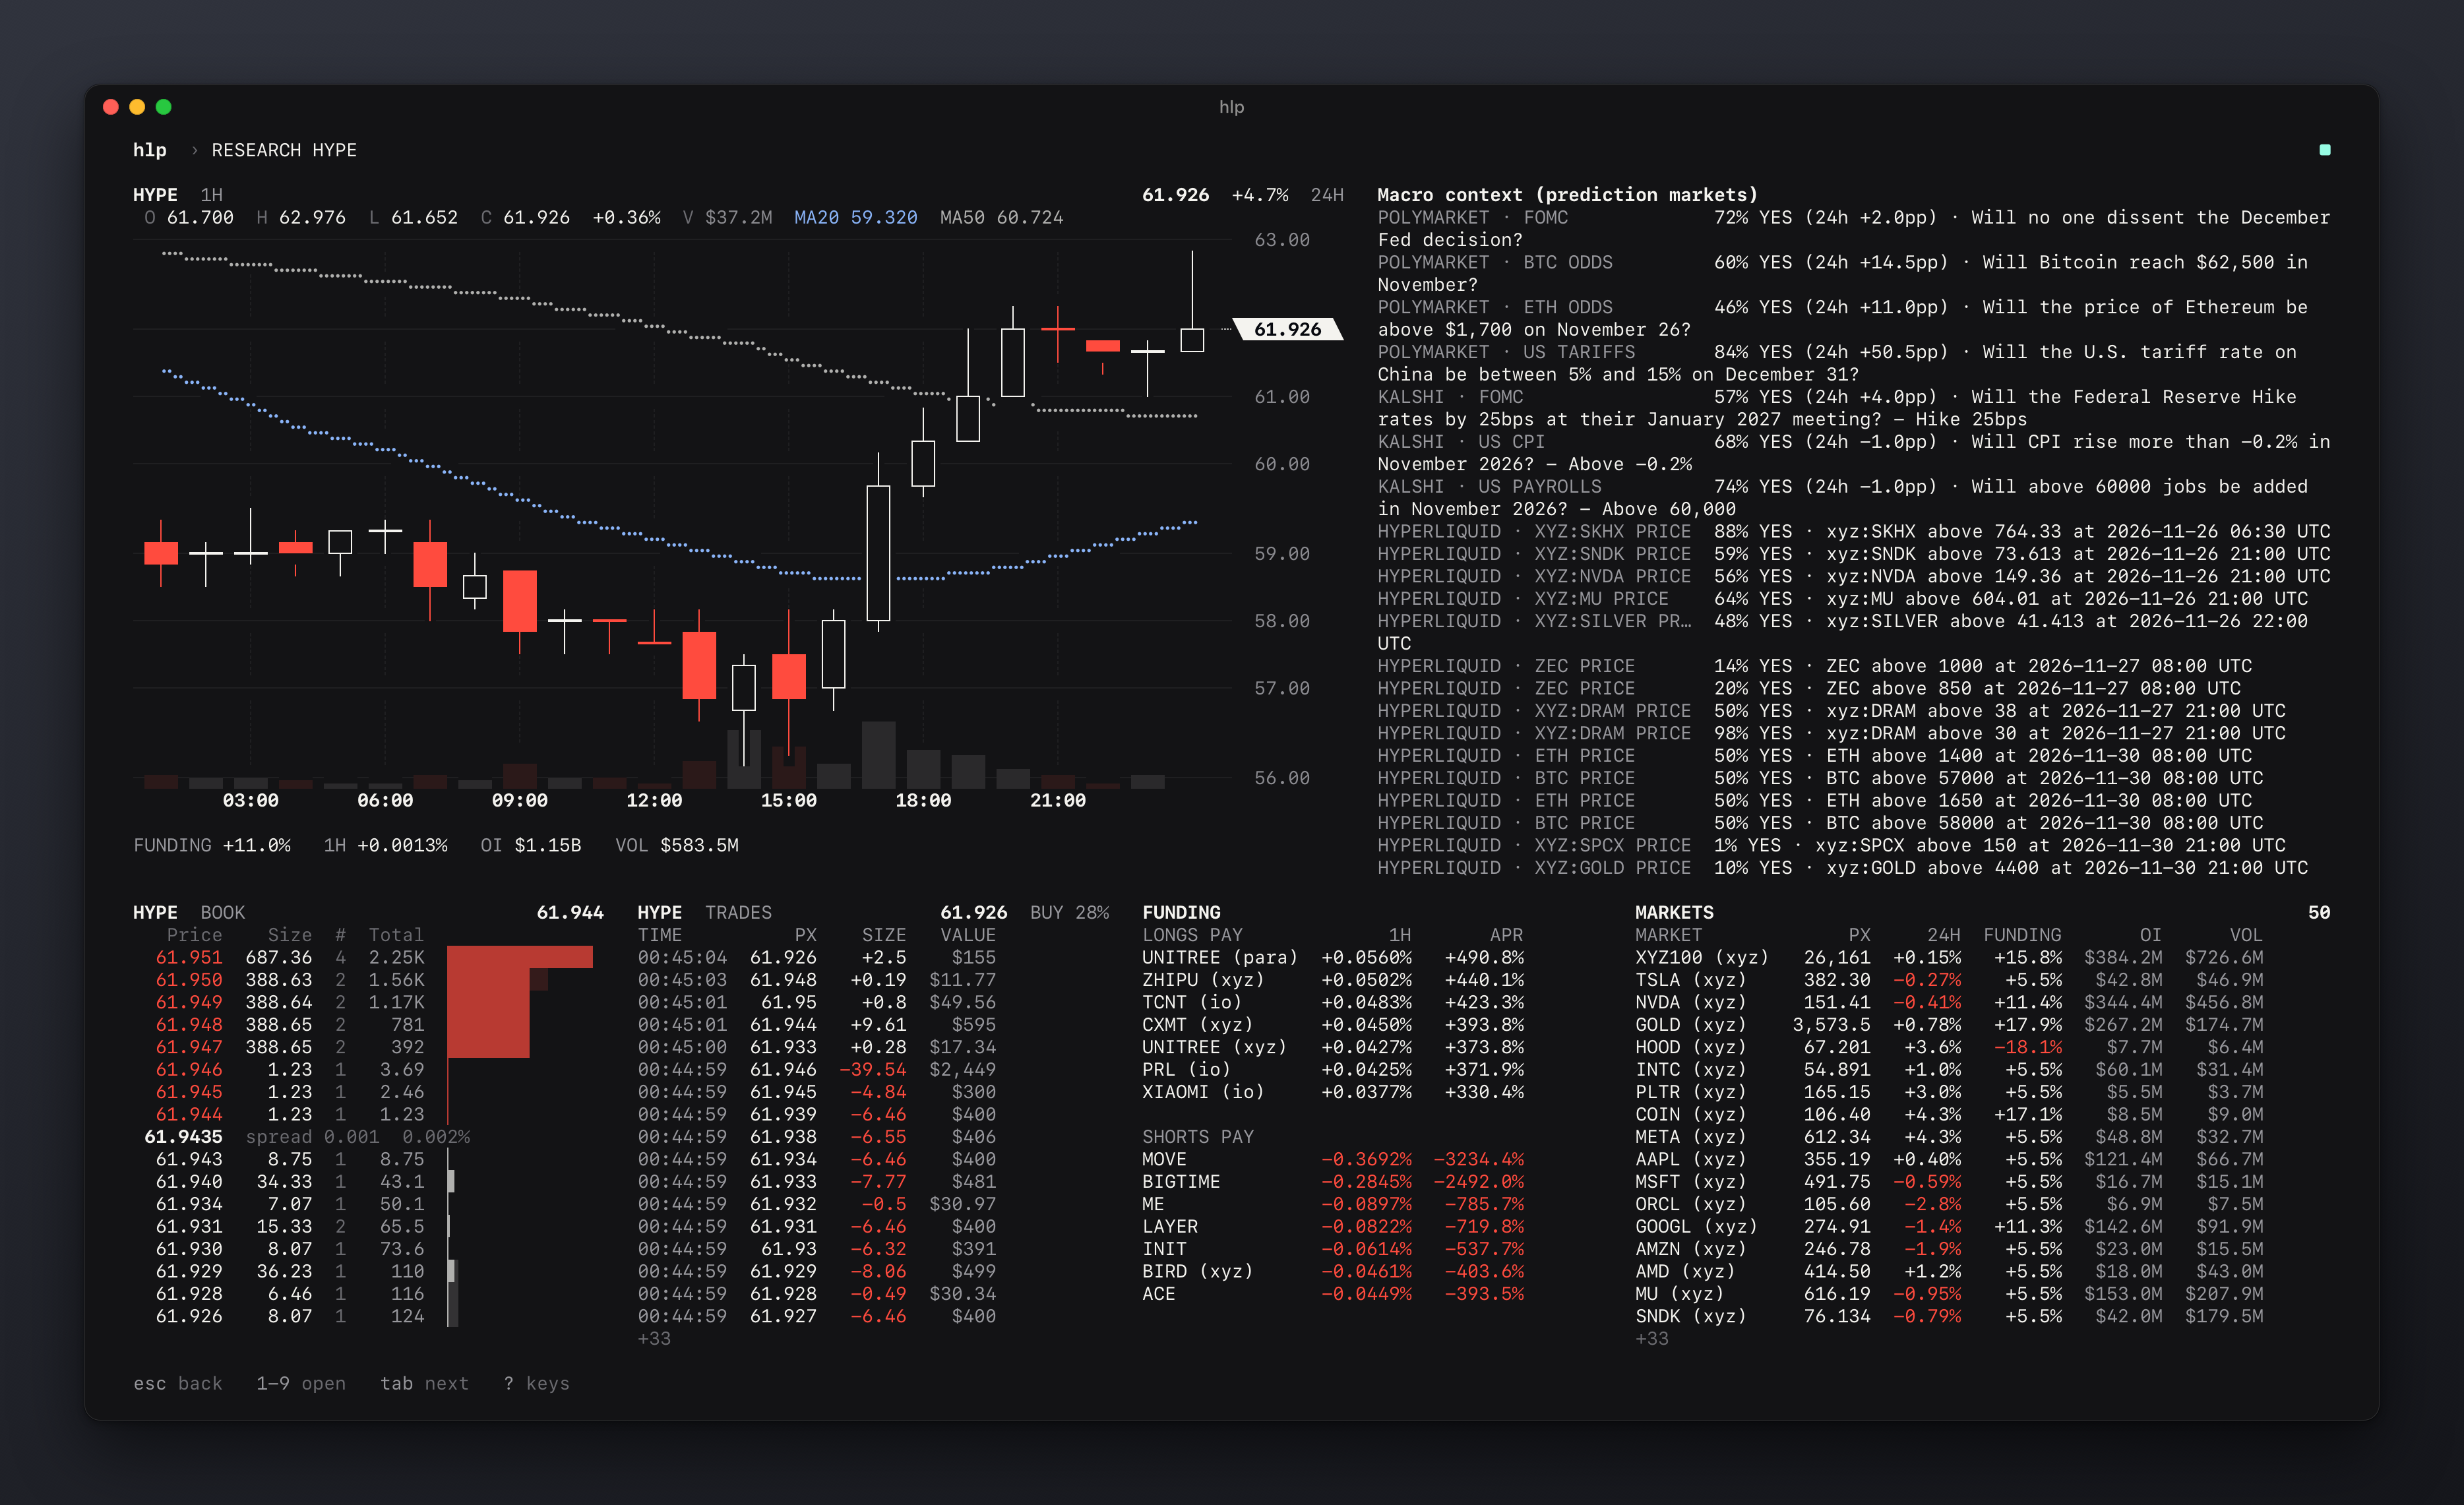 hlp
hlp › RESEARCH HYPE
HYPE 1H 61.926 +4.7% 24H
O 61.700 H 62.976 L 61.652 C 61.926 +0.36% V $37.2M MA20 59.320 MA50 60.724
63.00
61.926
61.00
60.00
59.00
58.00
57.00
56.00
03:00 06:00 09:00 12:00 15:00 18:00 21:00
FUNDING +11.0% 1H +0.0013% OI $1.15B VOL $583.5M
Macro context (prediction markets)
POLYMARKET · FOMC 72% YES (24h +2.0pp) · Will no one dissent the December
Fed decision?
POLYMARKET · BTC ODDS 60% YES (24h +14.5pp) · Will Bitcoin reach $62,500 in
November?
POLYMARKET · ETH ODDS 46% YES (24h +11.0pp) · Will the price of Ethereum be
above $1,700 on November 26?
POLYMARKET · US TARIFFS 84% YES (24h +50.5pp) · Will the U.S. tariff rate on
China be between 5% and 15% on December 31?
KALSHI · FOMC 57% YES (24h +4.0pp) · Will the Federal Reserve Hike
rates by 25bps at their January 2027 meeting? — Hike 25bps
KALSHI · US CPI 68% YES (24h −1.0pp) · Will CPI rise more than −0.2% in
November 2026? — Above −0.2%
KALSHI · US PAYROLLS 74% YES (24h −1.0pp) · Will above 60000 jobs be added
in November 2026? — Above 60,000
HYPERLIQUID · XYZ:SKHX PRICE 88% YES · xyz:SKHX above 764.33 at 2026-11-26 06:30 UTC
HYPERLIQUID · XYZ:SNDK PRICE 59% YES · xyz:SNDK above 73.613 at 2026-11-26 21:00 UTC
HYPERLIQUID · XYZ:NVDA PRICE 56% YES · xyz:NVDA above 149.36 at 2026-11-26 21:00 UTC
HYPERLIQUID · XYZ:MU PRICE 64% YES · xyz:MU above 604.01 at 2026-11-26 21:00 UTC
HYPERLIQUID · XYZ:SILVER PR… 48% YES · xyz:SILVER above 41.413 at 2026-11-26 22:00
UTC
HYPERLIQUID · ZEC PRICE 14% YES · ZEC above 1000 at 2026-11-27 08:00 UTC
HYPERLIQUID · ZEC PRICE 20% YES · ZEC above 850 at 2026-11-27 08:00 UTC
HYPERLIQUID · XYZ:DRAM PRICE 50% YES · xyz:DRAM above 38 at 2026-11-27 21:00 UTC
HYPERLIQUID · XYZ:DRAM PRICE 98% YES · xyz:DRAM above 30 at 2026-11-27 21:00 UTC
HYPERLIQUID · ETH PRICE 50% YES · ETH above 1400 at 2026-11-30 08:00 UTC
HYPERLIQUID · BTC PRICE 50% YES · BTC above 57000 at 2026-11-30 08:00 UTC
HYPERLIQUID · ETH PRICE 50% YES · ETH above 1650 at 2026-11-30 08:00 UTC
HYPERLIQUID · BTC PRICE 50% YES · BTC above 58000 at 2026-11-30 08:00 UTC
HYPERLIQUID · XYZ:SPCX PRICE 1% YES · xyz:SPCX above 150 at 2026-11-30 21:00 UTC
HYPERLIQUID · XYZ:GOLD PRICE 10% YES · xyz:GOLD above 4400 at 2026-11-30 21:00 UTC
HYPE BOOK 61.944
Price Size # Total
61.951 687.36 4 2.25K
61.950 388.63 2 1.56K
61.949 388.64 2 1.17K
61.948 388.65 2 781
61.947 388.65 2 392
61.946 1.23 1 3.69
61.945 1.23 1 2.46
61.944 1.23 1 1.23
61.9435 spread 0.001 0.002%
61.943 8.75 1 8.75
61.940 34.33 1 43.1
61.934 7.07 1 50.1
61.931 15.33 2 65.5
61.930 8.07 1 73.6
61.929 36.23 1 110
61.928 6.46 1 116
61.926 8.07 1 124
HYPE TRADES 61.926 BUY 28%
TIME PX SIZE VALUE
00:45:04 61.926 +2.5 $155
00:45:03 61.948 +0.19 $11.77
00:45:01 61.95 +0.8 $49.56
00:45:01 61.944 +9.61 $595
00:45:00 61.933 +0.28 $17.34
00:44:59 61.946 −39.54 $2,449
00:44:59 61.945 −4.84 $300
00:44:59 61.939 −6.46 $400
00:44:59 61.938 −6.55 $406
00:44:59 61.934 −6.46 $400
00:44:59 61.933 −7.77 $481
00:44:59 61.932 −0.5 $30.97
00:44:59 61.931 −6.46 $400
00:44:59 61.93 −6.32 $391
00:44:59 61.929 −8.06 $499
00:44:59 61.928 −0.49 $30.34
00:44:59 61.927 −6.46 $400
+33
FUNDING
LONGS PAY 1H APR
UNITREE (para) +0.0560% +490.8%
ZHIPU (xyz) +0.0502% +440.1%
TCNT (io) +0.0483% +423.3%
CXMT (xyz) +0.0450% +393.8%
UNITREE (xyz) +0.0427% +373.8%
PRL (io) +0.0425% +371.9%
XIAOMI (io) +0.0377% +330.4%
SHORTS PAY
MOVE −0.3692% −3234.4%
BIGTIME −0.2845% −2492.0%
ME −0.0897% −785.7%
LAYER −0.0822% −719.8%
INIT −0.0614% −537.7%
BIRD (xyz) −0.0461% −403.6%
ACE −0.0449% −393.5%
MARKETS 50
MARKET PX 24H FUNDING OI VOL
XYZ100 (xyz) 26,161 +0.15% +15.8% $384.2M $726.6M
TSLA (xyz) 382.30 −0.27% +5.5% $42.8M $46.9M
NVDA (xyz) 151.41 −0.41% +11.4% $344.4M $456.8M
GOLD (xyz) 3,573.5 +0.78% +17.9% $267.2M $174.7M
HOOD (xyz) 67.201 +3.6% −18.1% $7.7M $6.4M
INTC (xyz) 54.891 +1.0% +5.5% $60.1M $31.4M
PLTR (xyz) 165.15 +3.0% +5.5% $5.5M $3.7M
COIN (xyz) 106.40 +4.3% +17.1% $8.5M $9.0M
META (xyz) 612.34 +4.3% +5.5% $48.8M $32.7M
AAPL (xyz) 355.19 +0.40% +5.5% $121.4M $66.7M
MSFT (xyz) 491.75 −0.59% +5.5% $16.7M $15.1M
ORCL (xyz) 105.60 −2.8% +5.5% $6.9M $7.5M
GOOGL (xyz) 274.91 −1.4% +11.3% $142.6M $91.9M
AMZN (xyz) 246.78 −1.9% +5.5% $23.0M $15.5M
AMD (xyz) 414.50 +1.2% +5.5% $18.0M $43.0M
MU (xyz) 616.19 −0.95% +5.5% $153.0M $207.9M
SNDK (xyz) 76.134 −0.79% +5.5% $42.0M $179.5M
+33
esc back 1–9 open tab next ? keys